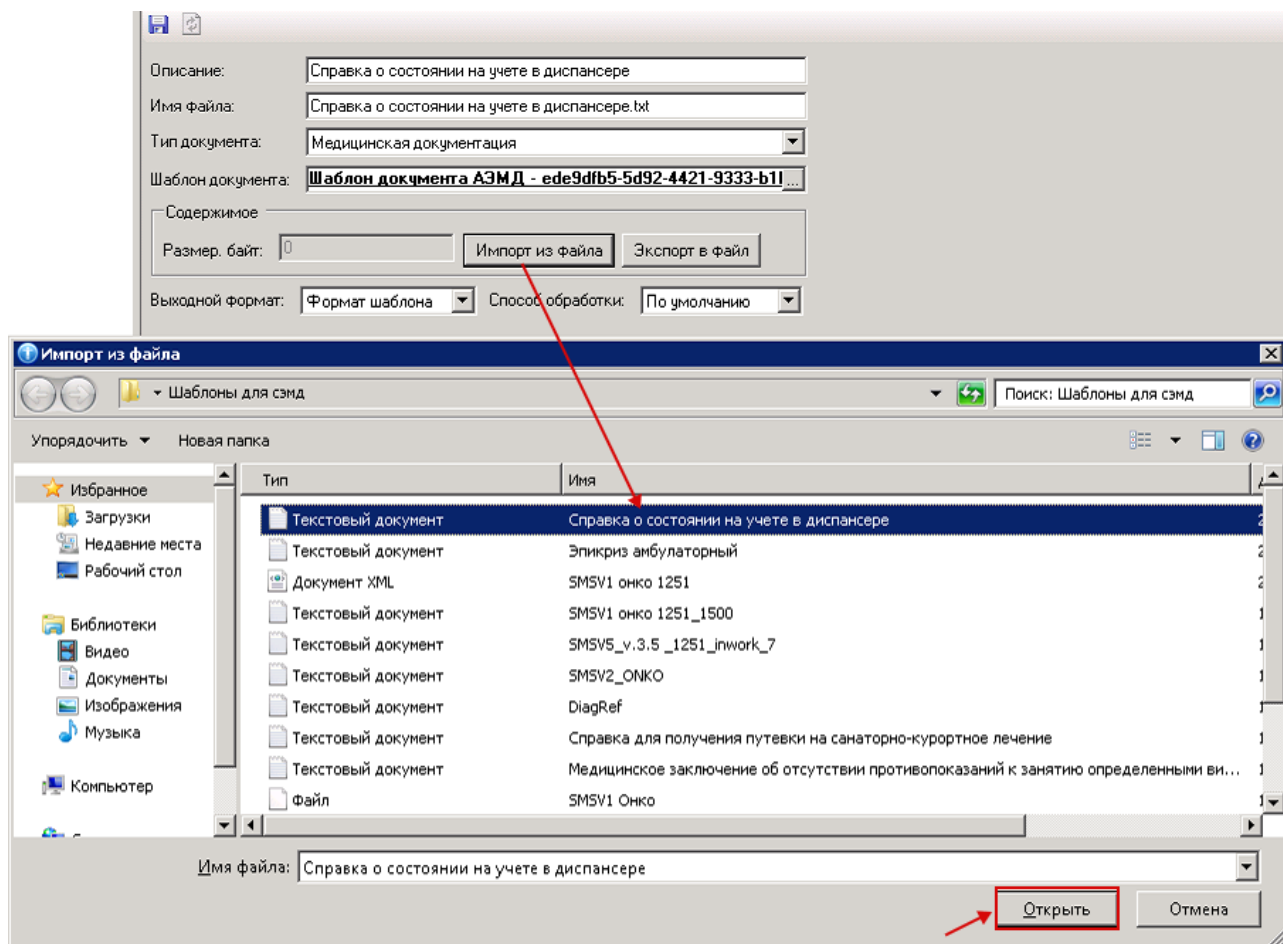 Описание: Справка о состоянии на учете в диспансере
Имя файла: Справка о состоянии на учете в диспансере.txt
Тип документа: Медицинская документация
Шаблон документа: Шаблон документа АЭМД - ede9dfb5-5d92-4421-9333-b1 ...
Содержимое
Размер. байт: 0 Импорт из файла Экспорт в файл
Выходной формат: Формат шаблона Способ обработки: По умолчанию
Импорт из файла
Шаблоны для сэмд Поиск: Шаблоны для сэмд
Упорядочить Новая папка
Тип Имя
Избранное
Загрузки
Недавние места
Рабочий стол
Библиотеки
Видео
Документы
Изображения
Музыка
Компьютер
Текстовый документ Справка о состоянии на учете в диспансере
Текстовый документ Эпикриз амбулаторный
Документ XML SMSV1 онко 1251
Текстовый документ SMSV1 онко 1251_1500
Текстовый документ SMSV5_v.3.5 _1251_inwork_7
Текстовый документ SMSV2_ONKO
Текстовый документ DiagRef
Текстовый документ Справка для получения путевки на санаторно-курортное лечение
Текстовый документ Медицинское заключение об отсутствии противопоказаний к занятию определенными ви...
Файл SMSV1 Онко
Имя файла: Справка о состоянии на учете в диспансере
Открыть Отмена